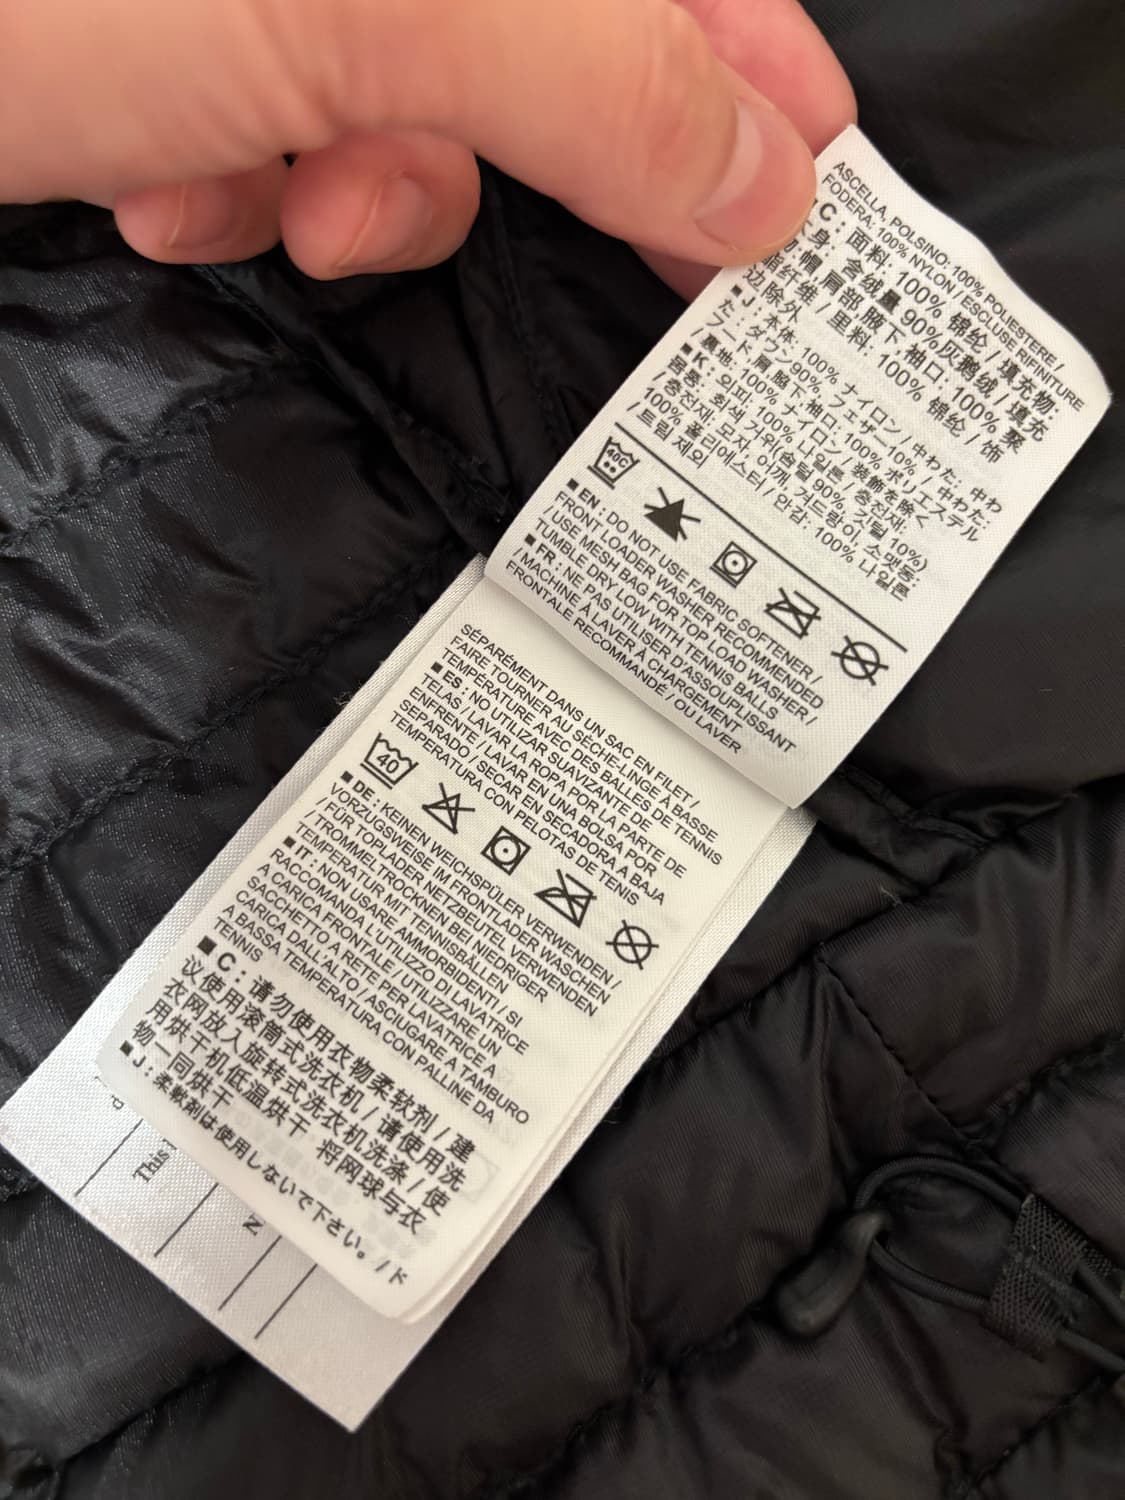 ASCELLA, POLSINO: 100% POLIESTERE /
FODERA: 100% NYLON / ESCLUSE RIFINITURE
C : 面料: 100% 锦纶 / 填充物:
身: 含绒量 90%灰鹅绒 / 填充
物: 帽 肩部 腋下 袖口: 100% 聚
酯纤维 / 里料: 100% 锦纶 / 饰
边除外
■ J : 本体: 100% ナイロン / 中わた: 中わ
た: ダウン 90%, フェザー 10% / 中わた:
フード, 肩, 脇下, 袖口: 100% ポリエステル
/ 裏地: 100% ナイロン / 装飾を除く
■ K : 외피: 100% 나일론 / 충전재:
몸통: 회색 거위(솜털 90%, 깃털 10%)
/ 충전재: 모자, 어깨, 겨드랑이, 소맷동:
100% 폴리에스터 / 안감: 100% 나일론
/ 트림 제외
40C
■ EN : DO NOT USE FABRIC SOFTENER /
FRONT LOADER WASHER RECOMMENDED
/ USE MESH BAG FOR TOP LOAD WASHER /
TUMBLE DRY LOW WITH TENNIS BALLS
■ FR : NE PAS UTILISER D'ASSOUPLISSANT
/ MACHINE À LAVER À CHARGEMENT
FRONTALE RECOMMANDÉ / OU LAVER
SÉPARÉMENT DANS UN SAC EN FILET /
FAIRE TOURNER AU SÈCHE-LINGE À BASSE
TEMPÉRATURE AVEC DES BALLES DE TENNIS
■ ES : NO UTILIZAR SUAVIZANTE DE
TELAS / LAVAR LA ROPA POR LA PARTE DE
ENFRENTE / LAVAR EN UNA BOLSA POR
SEPARADO / SECAR EN SECADORA A BAJA
TEMPERATURA CON PELOTAS DE TENIS
40
■ DE : KEINEN WEICHSPÜLER VERWENDEN /
VORZUGSWEISE IM FRONTLADER WASCHEN
/ FÜR TOPLADER NETZBEUTEL VERWENDEN
/ TROMMELTROCKNEN BEI NIEDRIGER
TEMPERATUR MIT TENNISBÄLLEN
■ IT : NON USARE AMMORBIDENTI / SI
RACCOMANDA L'UTILIZZO DI LAVATRICE
A CARICA FRONTALE / UTILIZZARE UN
SACCHETTO A RETE PER LAVATRICE A
CARICA DALL'ALTO / ASCIUGARE A TAMBURO
A BASSA TEMPERATURA CON PALLINE DA
TENNIS
■ C : 请勿使用衣物柔软剂 / 建
议使用滚筒式洗衣机 / 请使用洗
衣网放入旋转式洗衣机洗涤 / 使
用烘干机低温烘干 将网球与衣
物一同烘干
■ J : 柔軟剤は使用しないで下さい。/ ド
This
N